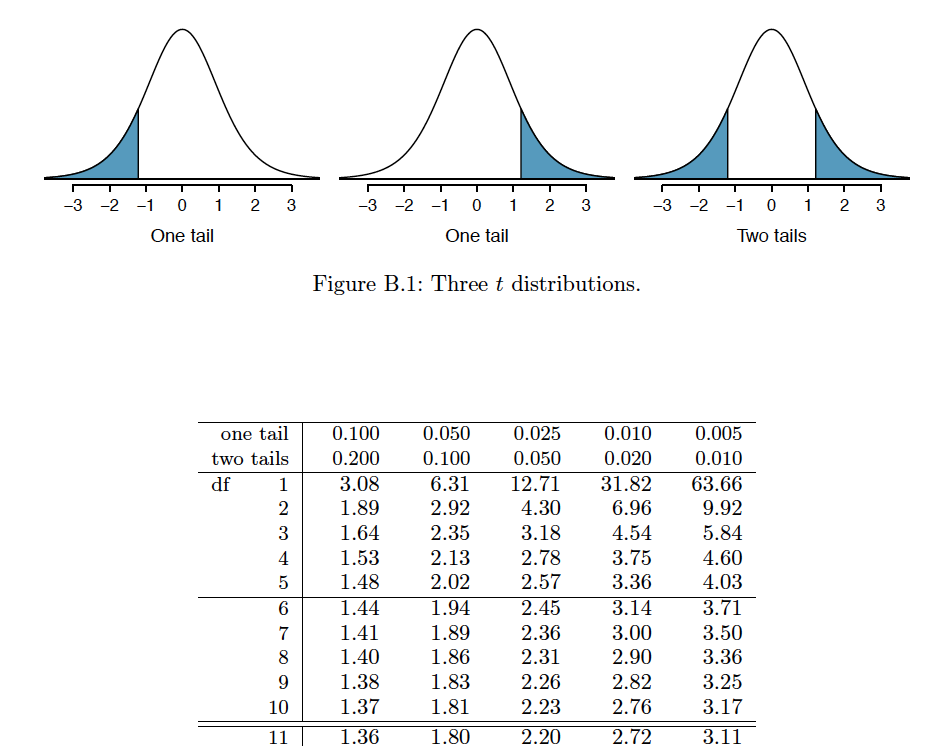 −3 −2 −1 0 1 2 3 −3 −2 −1 0 1 2 3 −3 −2 −1 0 1 2 3
One tail One tail Two tails
Figure B.1: Three t distributions.
one tail 0.100 0.050 0.025 0.010 0.005
two tails 0.200 0.100 0.050 0.020 0.010
df 1 3.08 6.31 12.71 31.82 63.66
2 1.89 2.92 4.30 6.96 9.92
3 1.64 2.35 3.18 4.54 5.84
4 1.53 2.13 2.78 3.75 4.60
5 1.48 2.02 2.57 3.36 4.03
6 1.44 1.94 2.45 3.14 3.71
7 1.41 1.89 2.36 3.00 3.50
8 1.40 1.86 2.31 2.90 3.36
9 1.38 1.83 2.26 2.82 3.25
10 1.37 1.81 2.23 2.76 3.17
11 1.36 1.80 2.20 2.72 3.11